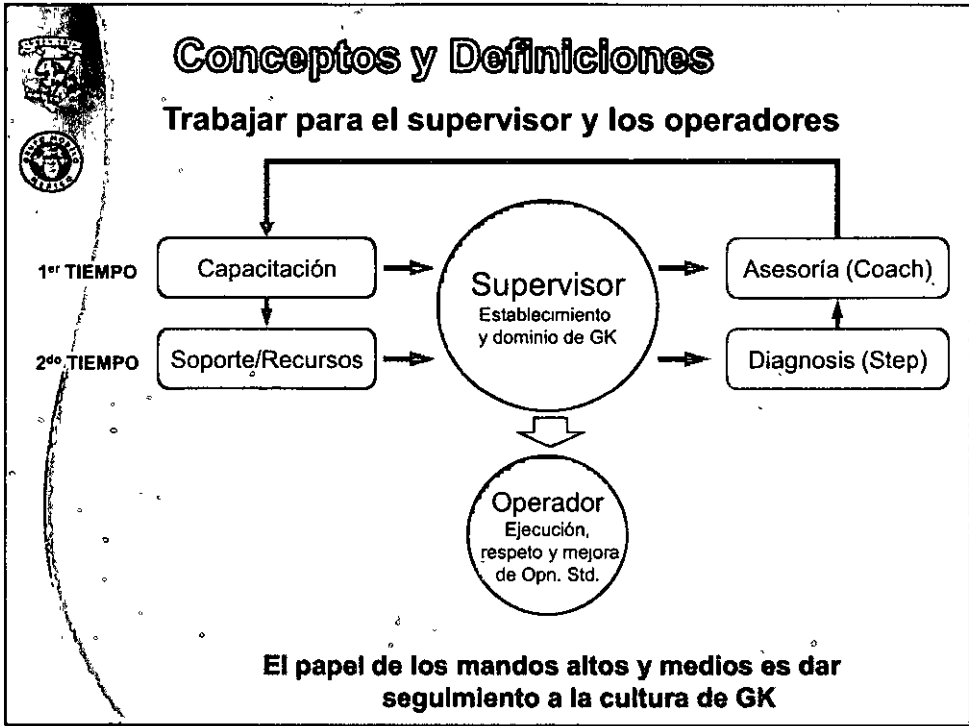 Conceptos y Definiciones
Trabajar para el supervisor y los operadores
1er TIEMPO
Capacitación
Supervisor
Establecimiento
y dominio de GK
Asesoría (Coach)
2do TIEMPO
Soporte/Recursos
Diagnosis (Step)
Operador
Ejecución,
respeto y mejora
de Opn. Std.
El papel de los mandos altos y medios es dar
seguimiento a la cultura de GK